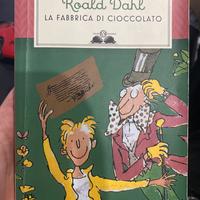 Roald Dahl
LA FABBRICA DI CIOCCOLATO